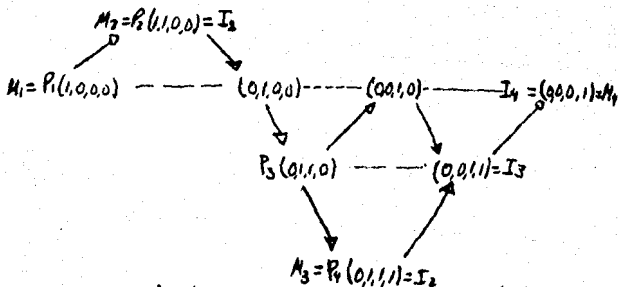 M₂=P₂(1,1,0,0)=I₁
M₁=P₁(1,0,0,0) (0,1,0,0) (0,0,1,0) I₄=(0,0,0,1)=M₄
P₃(0,1,1,0) (0,0,1,1)=I₃
M₃=P₄(0,1,1,1)=I₂